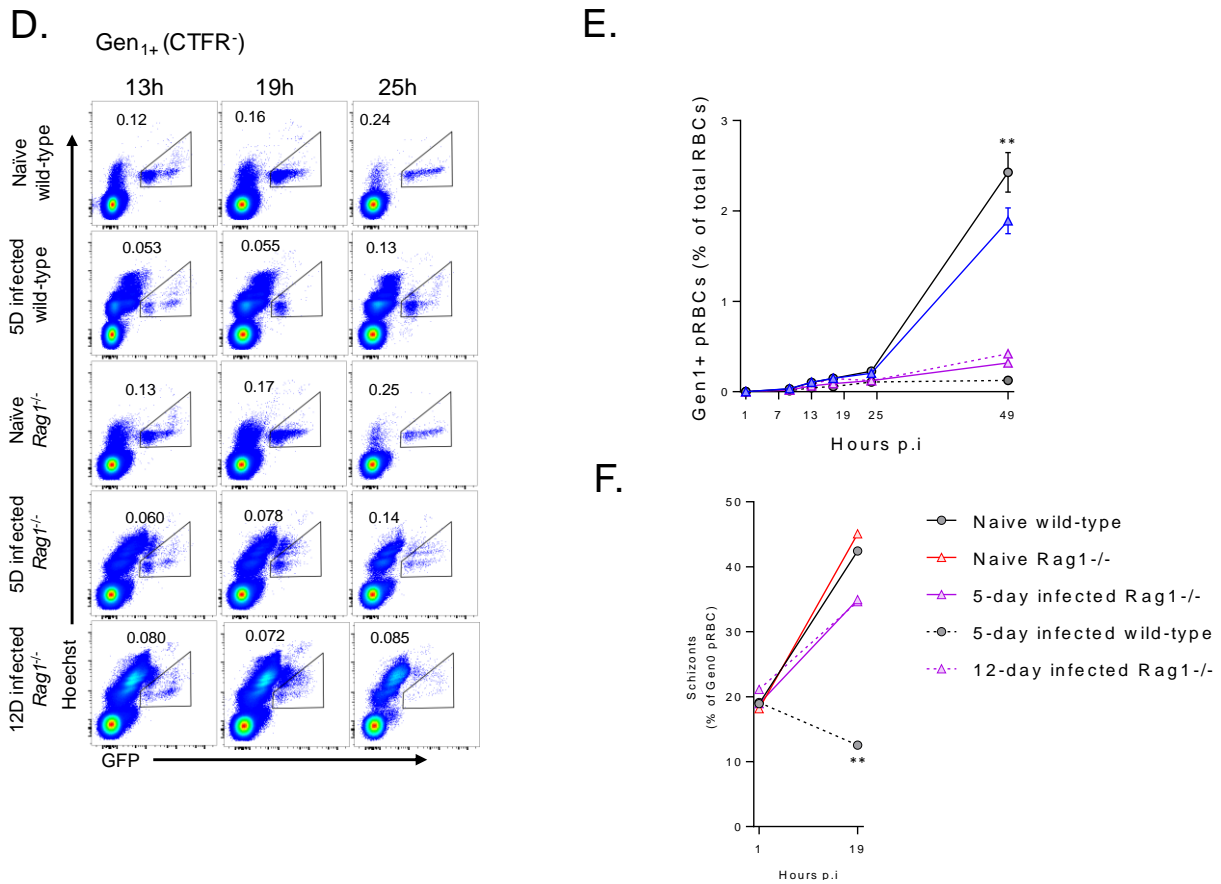 D.
Gen1+ (CTFR-)
13h 19h 25h
Naïve wild-type
0.12 0.16 0.24
5D infected wild-type
0.053 0.055 0.13
Naïve Rag1-/-
0.13 0.17 0.25
5D infected Rag1-/-
0.060 0.078 0.14
12D infected Rag1-/-
0.080 0.072 0.085
Hoechst
GFP
E.
Gen1+ pRBCs (% of total RBCs)
3
2
1
0
**
1 7 13 19 25 49
Hours p.i
F.
Schizonts
(% of Gen0 pRBC)
50
40
30
20
10
0
**
1 19
Hours p.i
Naive wild-type
Naive Rag1-/-
5-day infected Rag1-/-
5-day infected wild-type
12-day infected Rag1-/-